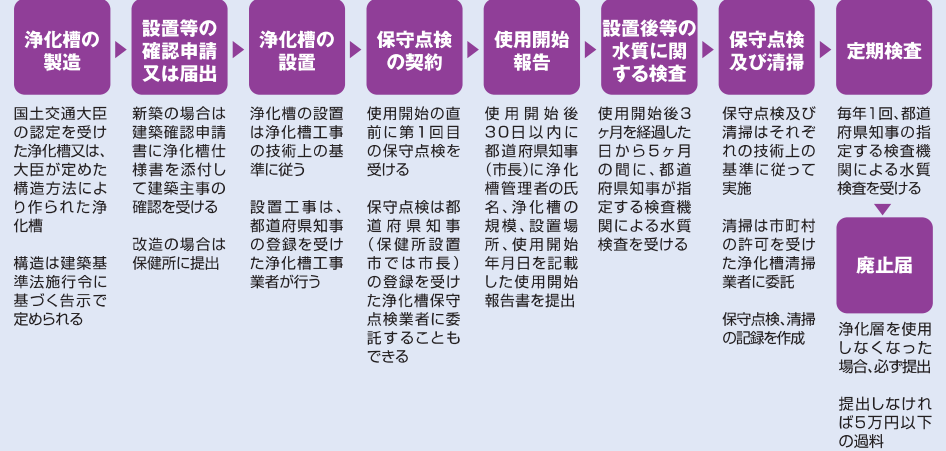 浄化槽の
製造
国土交通大臣
の認定を受け
た浄化槽又は、
大臣が定めた
構造方法によ
り作られた浄
化槽
構造は建築基
準法施行令に
基づく告示で
定められる
設置等の
確認申請
又は届出
新築の場合は
建築確認申請
書に浄化槽仕
様書を添付し
て建築主事の
確認を受ける
改造の場合は
保健所に提出
浄化槽の
設置
浄化槽の設置
は浄化槽工事
の技術上の基
準に従う
設置工事は、
都道府県知事
の登録を受け
た浄化槽工事
業者が行う
保守点検
の契約
使用開始の直
前に第1回目
の保守点検を
受ける
保守点検は都
道府県知事
(保健所設置
市では市長)
の登録を受け
た浄化槽保守
点検業者に委
託することも
できる
使用開始
報告
使用開始後
30日以内に
都道府県知事
(市長)に浄化
槽管理者の氏
名、浄化槽の
規模、設置場
所、使用開始
年月日を記載
した使用開始
報告書を提出
設置後等の
水質に関
する検査
使用開始後3
ヶ月を経過した
日から5ヶ月
の間に、都道
府県知事が指
定する検査機
関による水質
検査を受ける
保守点検
及び清掃
保守点検及び
清掃はそれぞ
れの技術上の
基準に従って
実施
清掃は市町村
の許可を受け
た浄化槽清掃
業者に委託
保守点検、清掃
の記録を作成
定期検査
毎年1回、都道
府県知事の指
定する検査機
関による水質
検査を受ける
廃止届
浄化層を使用
しなくなった
場合、必ず提出
提出しなけれ
ば5万円以下
の過料